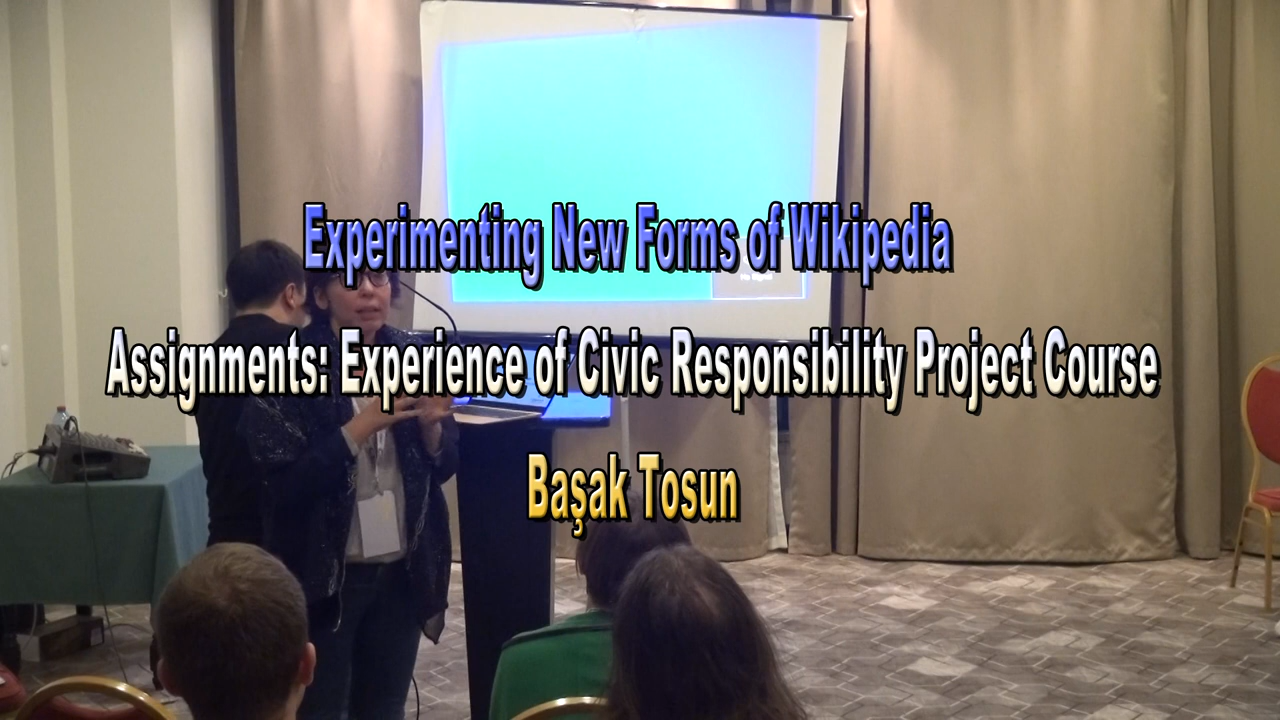 Experimenting New Forms of Wikipedia
Assignments: Experience of Civic Responsibility Project Course
Başak Tosun